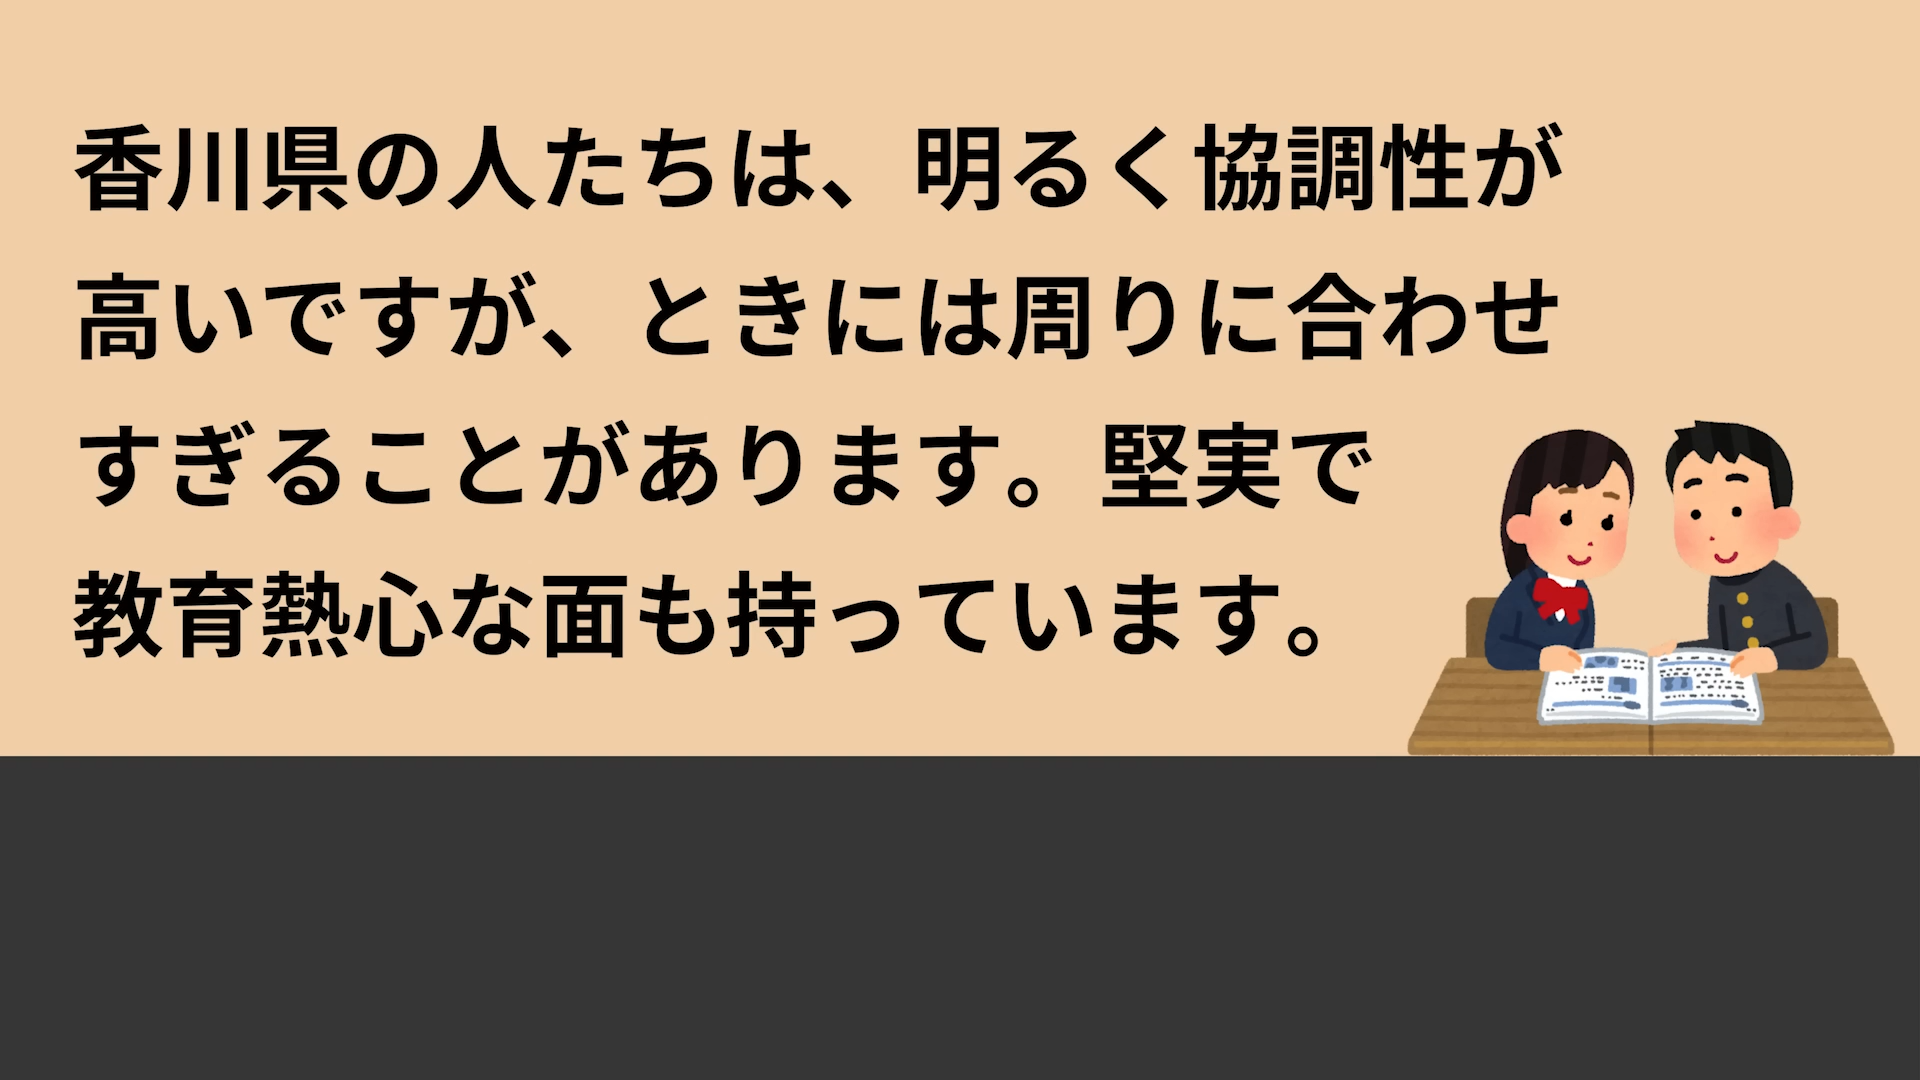 香川県の人たちは、明るく協調性が
高いですが、ときには周りに合わせ
すぎることがあります。堅実で
教育熱心な面も持っています。